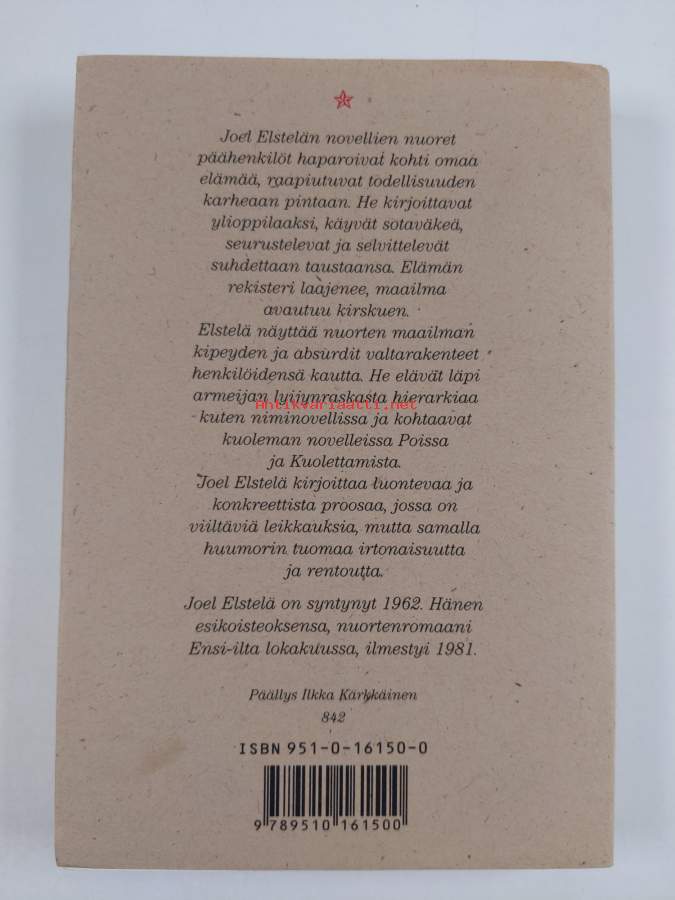 Joel Elstelän novellien nuoret
päähenkilöt haparoivat kohti omaa
elämää, raapiutuvat todellisuuden
karheaan pintaan. He kirjoittavat
ylioppilaaksi, käyvät sotaväkeä,
seurustelevat ja selvittelevät
suhdettaan taustaansa. Elämän
rekisteri laajenee, maailma
avautuu kirskuen.
Elstelä näyttää nuorten maailman
kipeyden ja absurdit valtarakenteet
henkilöidensä kautta. He elävät läpi
armeijan lyijynraskasta hierarkiaa
Antikvariaatti.net
kuten niminovellissa ja kohtaavat
kuoleman novelleissa Poissa
ja Kuolettamista.
Joel Elstelä kirjoittaa luontevaa ja
konkreettista proosaa, jossa on
viiltäviä leikkauksia, mutta samalla
huumorin tuomaa irtonaisuutta
ja rentoutta.
Joel Elstelä on syntynyt 1962. Hänen
esikoisteoksensa, nuortenromaani
Ensi-ilta lokakuussa, ilmestyi 1981.
Päällys Ilkka Kärkkäinen
842
ISBN 951-0-16150-0
9 789510 161500